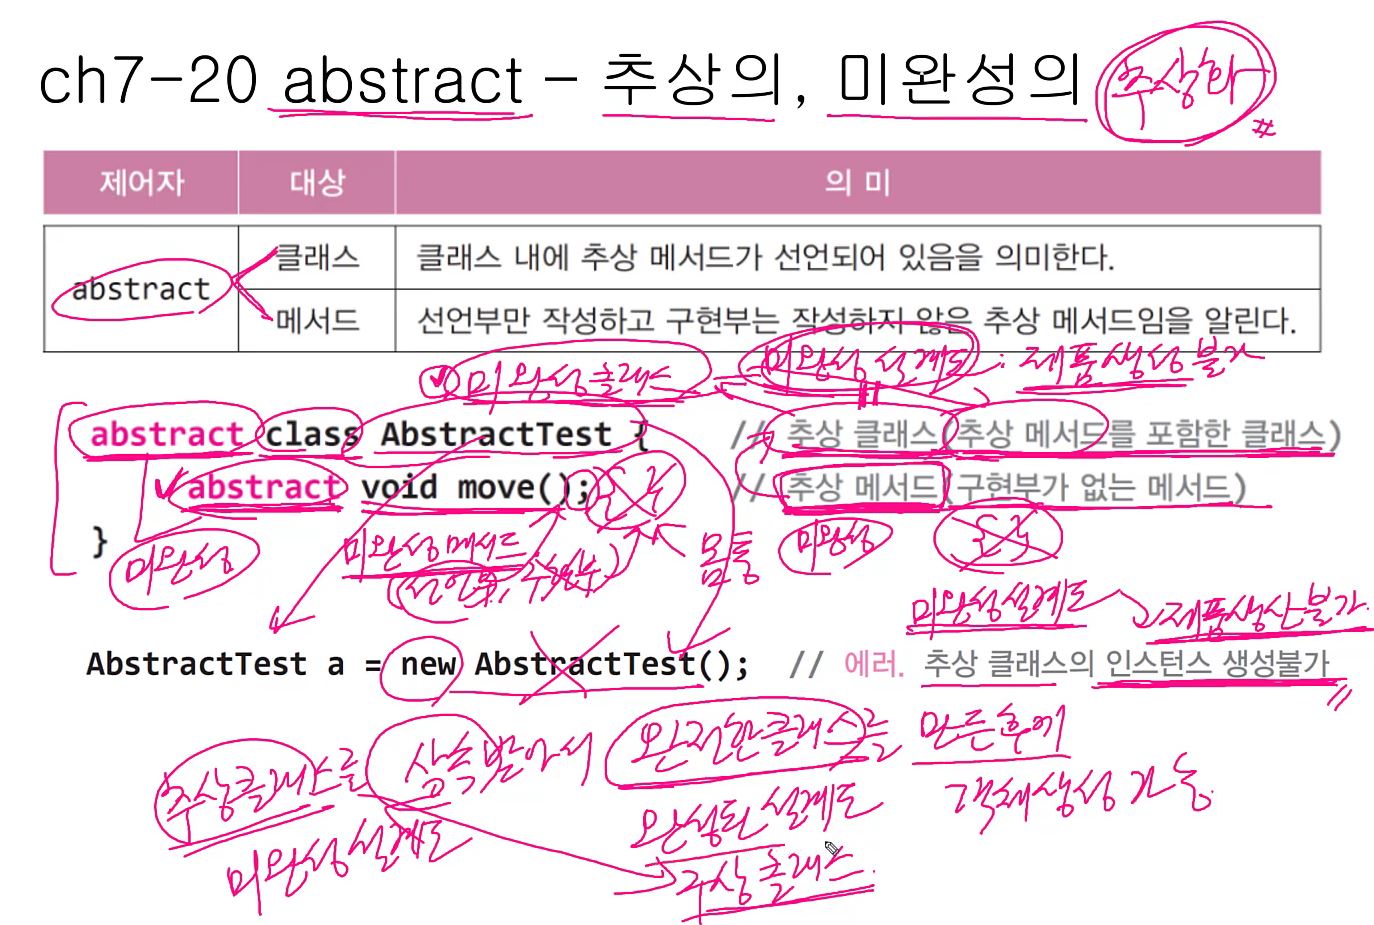 ch7-20 abstract - 추상의, 미완성의 추상화
#
제어자 대상 의 미
abstract 클래스 클래스 내에 추상 메서드가 선언되어 있음을 의미한다.
메서드 선언부만 작성하고 구현부는 작성하지 않은 추상 메서드임을 알린다.
미완성 클래스 = 미완성 설계도 : 제품생성 불가
abstract class AbstractTest { // 추상 클래스(추상 메서드를 포함한 클래스)
abstract void move(); { } // 추상 메서드(구현부가 없는 메서드)
}
미완성 미완성 메서드 몸통 미완성 { }
(선언부, 구현부)
미완성설계도 → 제품생산불가
AbstractTest a = new AbstractTest(); // 에러. 추상 클래스의 인스턴스 생성불가
추상클래스를 상속받아서 완전한클래스를 만든후에
미완성 설계도 완성된 설계도 객체생성 가능
구상클래스